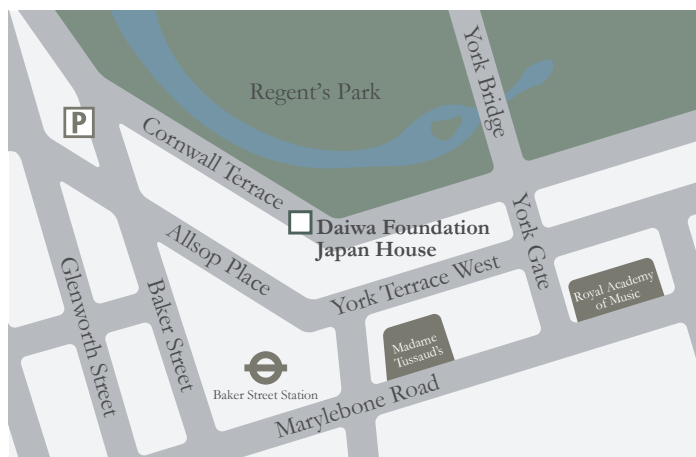 York Bridge
Regent's Park
P
Cornwall Terrace
Daiwa Foundation
Japan House
Allsop Place
York Gate
York Terrace West
Glenworth Street
Baker Street
Royal Academy
of Music
Madame
Tussaud's
Baker Street Station
Marylebone Road